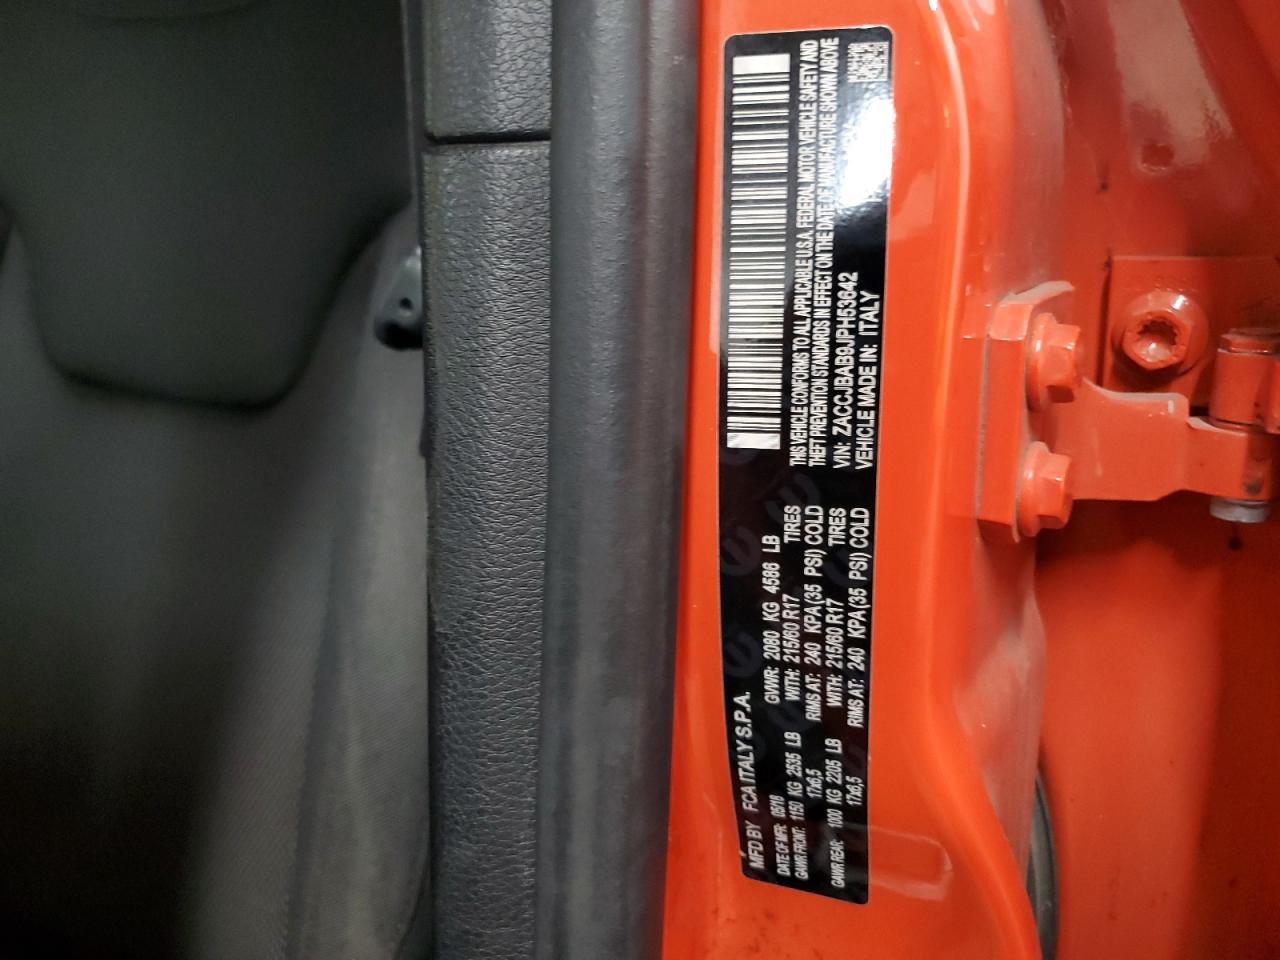 MFD BY FCA ITALY S.P.A.
DATE OF MFR: 05/18 GVWR: 2080 KG 4586 LB
GAWR FRONT: 1150 KG 2535 LB WITH: 215/60 R17 TIRES
17x6,5 RIMS AT: 240 KPA(35 PSI) COLD
GAWR REAR: 1000 KG 2205 LB WITH: 215/60 R17 TIRES
17x6,5 RIMS AT: 240 KPA(35 PSI) COLD
THIS VEHICLE CONFORMS TO ALL APPLICABLE U.S.A. FEDERAL MOTOR VEHICLE SAFETY AND
THEFT PREVENTION STANDARDS IN EFFECT ON THE DATE OF MANUFACTURE SHOWN ABOVE
VIN: ZACCJBAB9JPH53642
VEHICLE MADE IN: ITALY